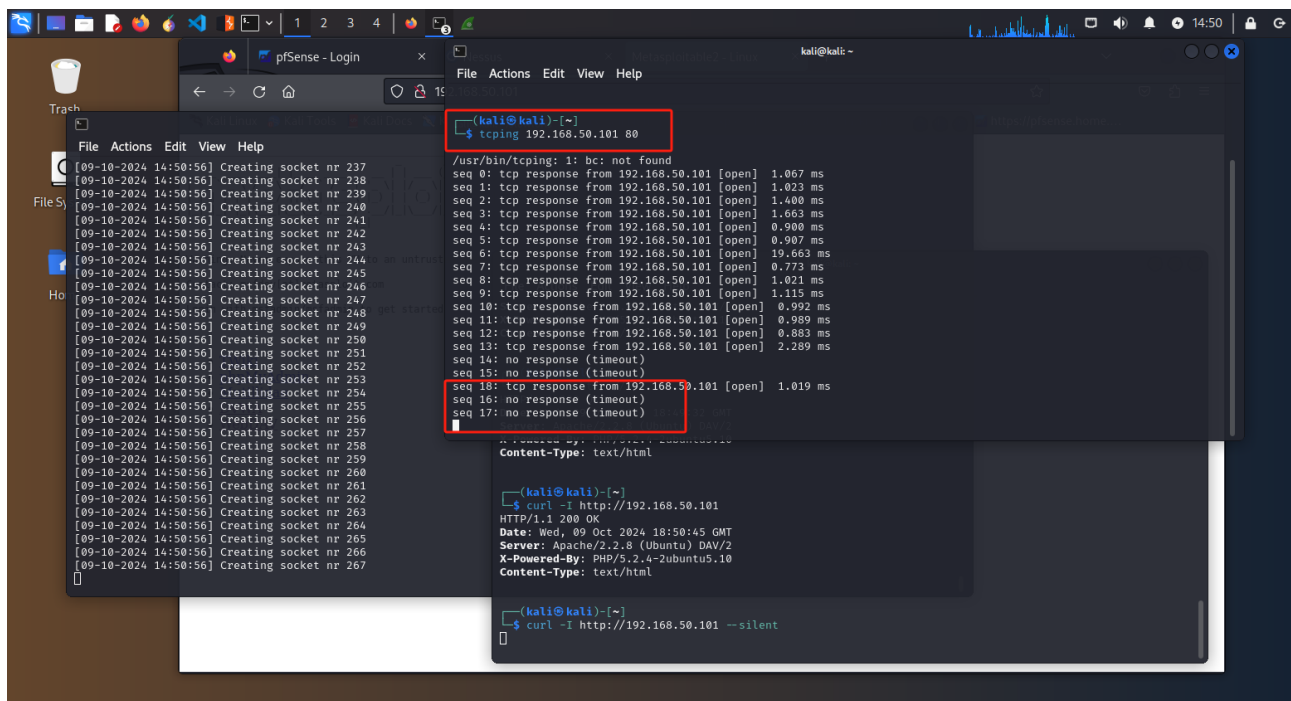 1 2 3 4
14:50
Trash
File Sy
Ho
pfSense - Login
File Actions Edit View Help
[09-10-2024 14:50:56] Creating socket nr 237
[09-10-2024 14:50:56] Creating socket nr 238
[09-10-2024 14:50:56] Creating socket nr 239
[09-10-2024 14:50:56] Creating socket nr 240
[09-10-2024 14:50:56] Creating socket nr 241
[09-10-2024 14:50:56] Creating socket nr 242
[09-10-2024 14:50:56] Creating socket nr 243
[09-10-2024 14:50:56] Creating socket nr 244
[09-10-2024 14:50:56] Creating socket nr 245
[09-10-2024 14:50:56] Creating socket nr 246
[09-10-2024 14:50:56] Creating socket nr 247
[09-10-2024 14:50:56] Creating socket nr 248
[09-10-2024 14:50:56] Creating socket nr 249
[09-10-2024 14:50:56] Creating socket nr 250
[09-10-2024 14:50:56] Creating socket nr 251
[09-10-2024 14:50:56] Creating socket nr 252
[09-10-2024 14:50:56] Creating socket nr 253
[09-10-2024 14:50:56] Creating socket nr 254
[09-10-2024 14:50:56] Creating socket nr 255
[09-10-2024 14:50:56] Creating socket nr 256
[09-10-2024 14:50:56] Creating socket nr 257
[09-10-2024 14:50:56] Creating socket nr 258
[09-10-2024 14:50:56] Creating socket nr 259
[09-10-2024 14:50:56] Creating socket nr 260
[09-10-2024 14:50:56] Creating socket nr 261
[09-10-2024 14:50:56] Creating socket nr 262
[09-10-2024 14:50:56] Creating socket nr 263
[09-10-2024 14:50:56] Creating socket nr 264
[09-10-2024 14:50:56] Creating socket nr 265
[09-10-2024 14:50:56] Creating socket nr 266
[09-10-2024 14:50:56] Creating socket nr 267
kali@kali: ~
File Actions Edit View Help
(kali㉿kali)-[~]
$ tcping 192.168.50.101 80
/usr/bin/tcping: 1: bc: not found
seq 0: tcp response from 192.168.50.101 [open] 1.067 ms
seq 1: tcp response from 192.168.50.101 [open] 1.023 ms
seq 2: tcp response from 192.168.50.101 [open] 1.400 ms
seq 3: tcp response from 192.168.50.101 [open] 1.663 ms
seq 4: tcp response from 192.168.50.101 [open] 0.900 ms
seq 5: tcp response from 192.168.50.101 [open] 0.907 ms
seq 6: tcp response from 192.168.50.101 [open] 19.663 ms
seq 7: tcp response from 192.168.50.101 [open] 0.773 ms
seq 8: tcp response from 192.168.50.101 [open] 1.021 ms
seq 9: tcp response from 192.168.50.101 [open] 1.115 ms
seq 10: tcp response from 192.168.50.101 [open] 0.992 ms
seq 11: tcp response from 192.168.50.101 [open] 0.989 ms
seq 12: tcp response from 192.168.50.101 [open] 0.883 ms
seq 13: tcp response from 192.168.50.101 [open] 2.289 ms
seq 14: no response (timeout)
seq 15: no response (timeout)
seq 18: tcp response from 192.168.50.101 [open] 1.019 ms
seq 16: no response (timeout)
seq 17: no response (timeout)
Server: Apache/2.2.8 (Ubuntu) DAV/2
X-Powered-By: PHP/5.2.4-2ubuntu5.10
Content-Type: text/html
(kali㉿kali)-[~]
$ curl -I http://192.168.50.101
HTTP/1.1 200 OK
Date: Wed, 09 Oct 2024 18:50:45 GMT
Server: Apache/2.2.8 (Ubuntu) DAV/2
X-Powered-By: PHP/5.2.4-2ubuntu5.10
Content-Type: text/html
(kali㉿kali)-[~]
$ curl -I http://192.168.50.101 --silent